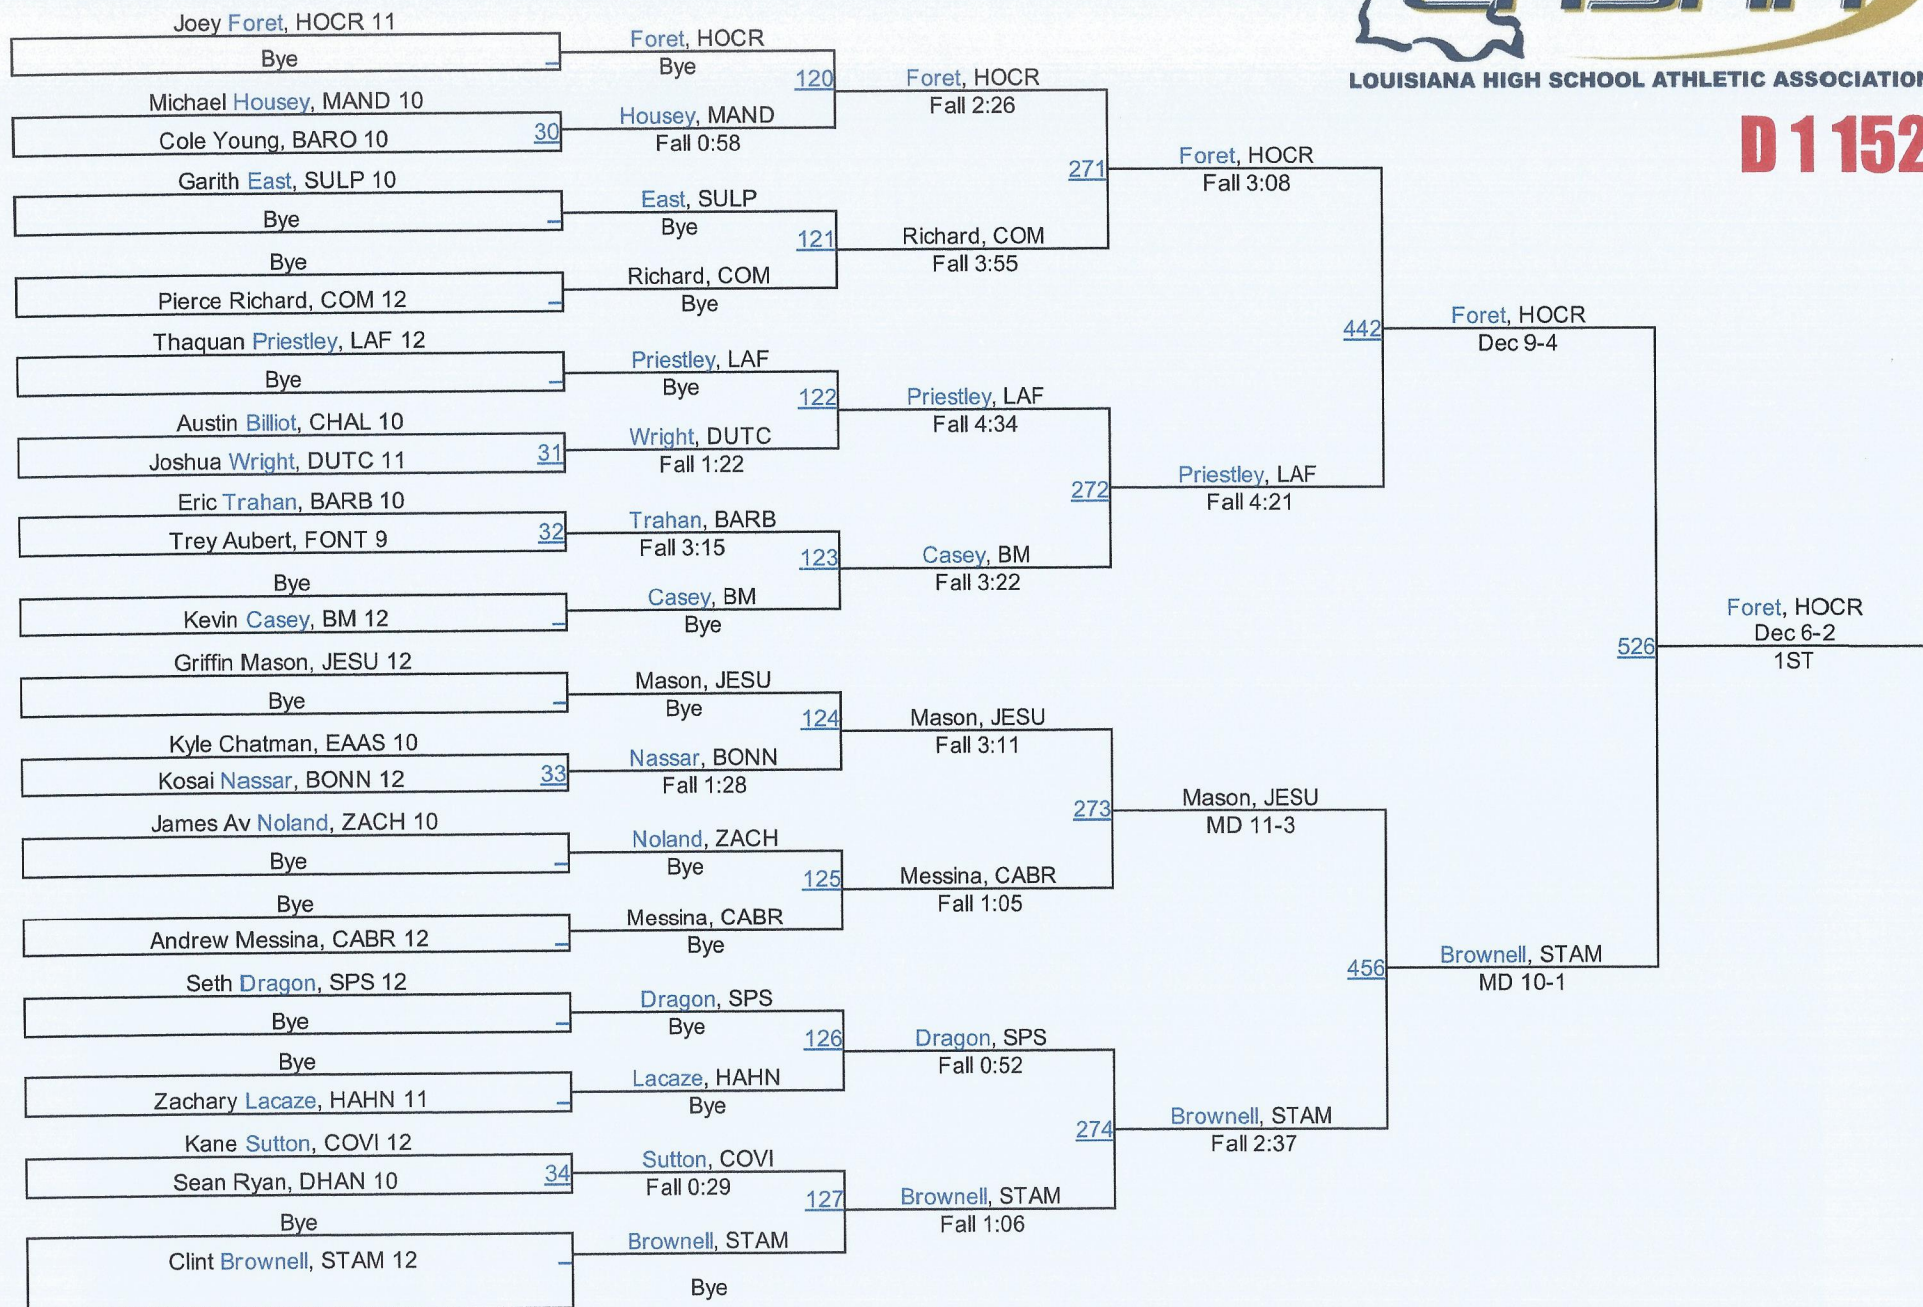 LOUISIANA HIGH SCHOOL ATHLETIC ASSOCIATION
D 1 152
Joey Foret, HOCR 11
Bye
Michael Housey, MAND 10
30
Cole Young, BARO 10
Garith East, SULP 10
Bye
Bye
Pierce Richard, COM 12
Thaquan Priestley, LAF 12
Bye
Austin Billiot, CHAL 10
31
Joshua Wright, DUTC 11
Eric Trahan, BARB 10
32
Trey Aubert, FONT 9
Bye
Kevin Casey, BM 12
Griffin Mason, JESU 12
Bye
Kyle Chatman, EAAS 10
33
Kosai Nassar, BONN 12
James Av Noland, ZACH 10
Bye
Bye
Andrew Messina, CABR 12
Seth Dragon, SPS 12
Bye
Bye
Zachary Lacaze, HAHN 11
Kane Sutton, COVI 12
34
Sean Ryan, DHAN 10
Bye
Clint Brownell, STAM 12
Foret, HOCR
Bye
120
Housey, MAND
Fall 0:58
East, SULP
Bye
121
Richard, COM
Bye
Priestley, LAF
Bye
122
Wright, DUTC
Fall 1:22
Trahan, BARB
Fall 3:15
123
Casey, BM
Bye
Mason, JESU
Bye
124
Nassar, BONN
Fall 1:28
Noland, ZACH
Bye
125
Messina, CABR
Bye
Dragon, SPS
Bye
126
Lacaze, HAHN
Bye
Sutton, COVI
Fall 0:29
127
Brownell, STAM
Bye
Foret, HOCR
Fall 2:26
271
Richard, COM
Fall 3:55
Priestley, LAF
Fall 4:34
272
Casey, BM
Fall 3:22
Mason, JESU
Fall 3:11
273
Messina, CABR
Fall 1:05
Dragon, SPS
Fall 0:52
274
Brownell, STAM
Fall 1:06
Foret, HOCR
Fall 3:08
442
Priestley, LAF
Fall 4:21
Mason, JESU
MD 11-3
456
Brownell, STAM
Fall 2:37
Foret, HOCR
Dec 9-4
526
Brownell, STAM
MD 10-1
Foret, HOCR
Dec 6-2
1ST